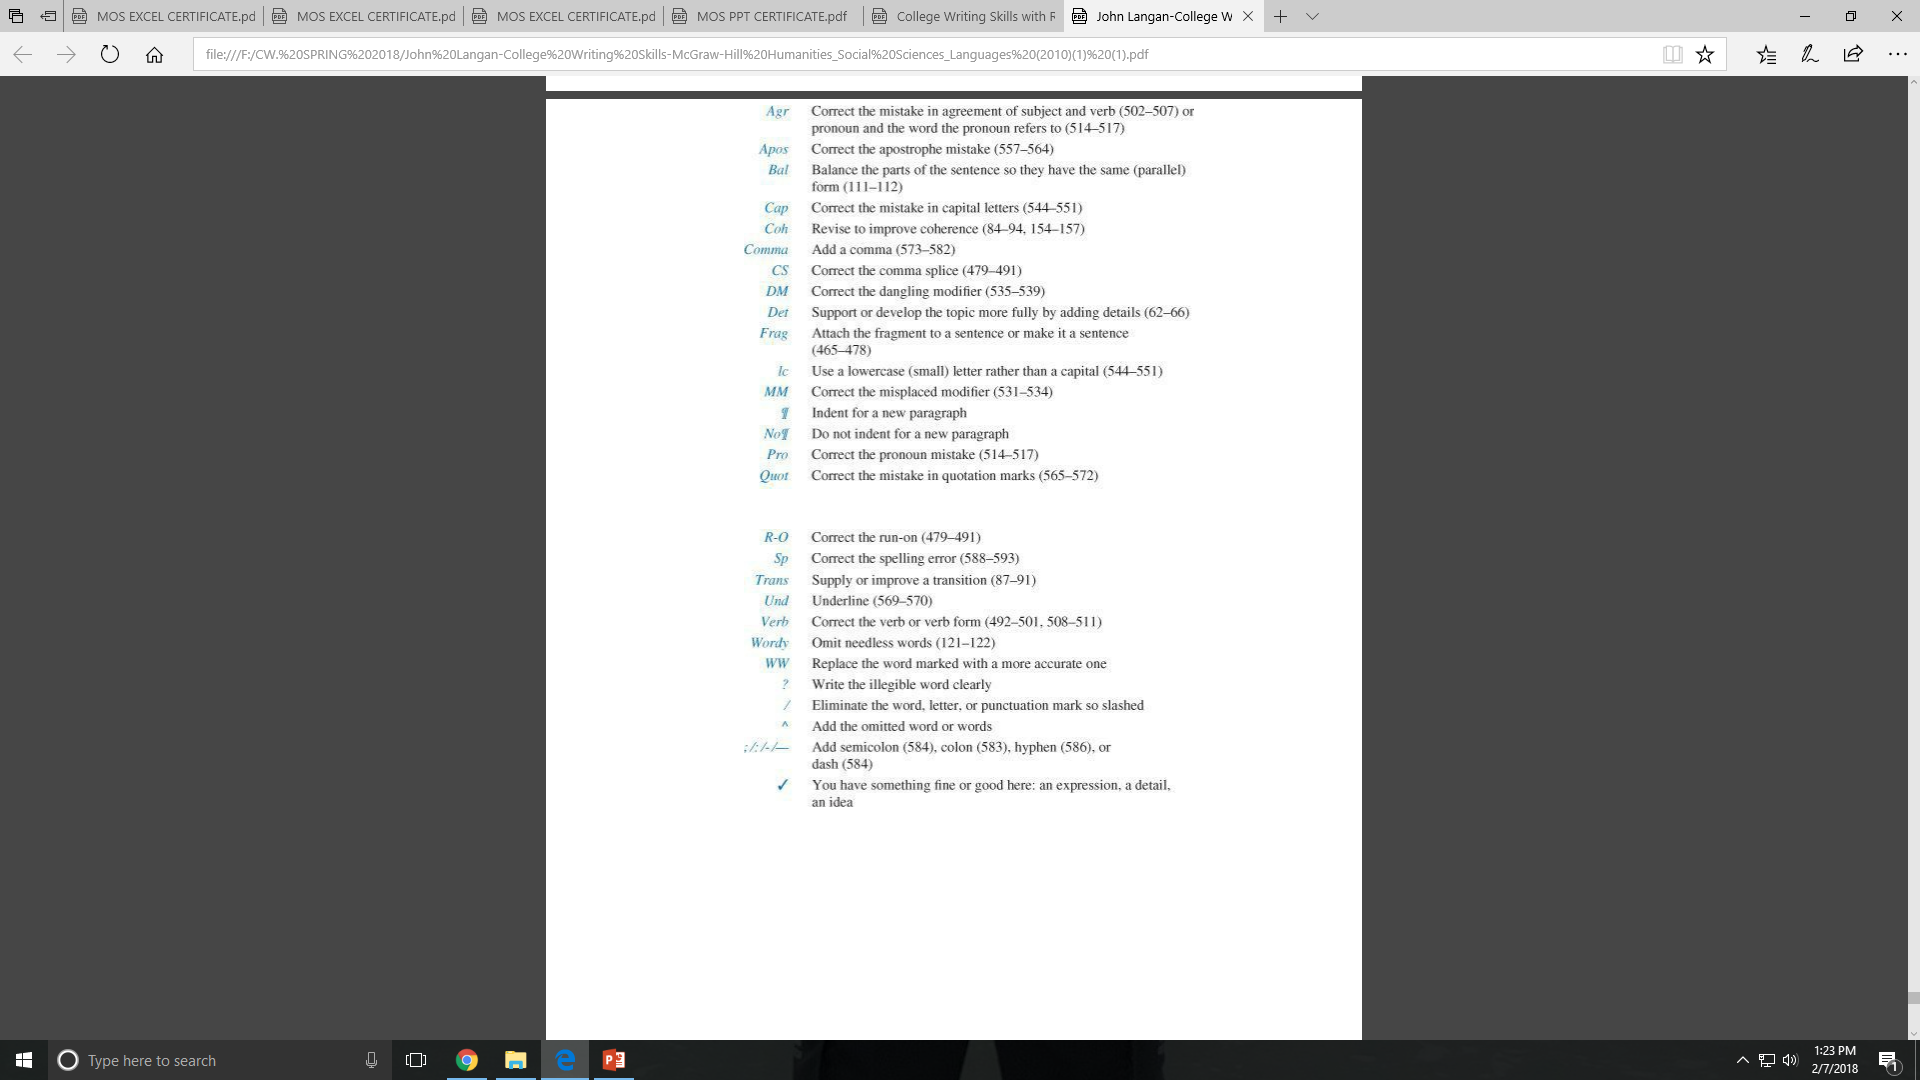 MOS EXCEL CERTIFICATE.pd
MOS EXCEL CERTIFICATE.pd
MOS EXCEL CERTIFICATE.pd
MOS PPT CERTIFICATE.pdf
College Writing Skills with R
John Langan-College W
file:///F:/CW.%20SPRING%202018/John%20Langan-College%20Writing%20Skills-McGraw-Hill%20Humanities_Social%20Sciences_Languages%20(2010)(1)%20(1).pdf
Agr Correct the mistake in agreement of subject and verb (502–507) or
pronoun and the word the pronoun refers to (514–517)
Apos Correct the apostrophe mistake (557–564)
Bal Balance the parts of the sentence so they have the same (parallel)
form (111–112)
Cap Correct the mistake in capital letters (544–551)
Coh Revise to improve coherence (84–94, 154–157)
Comma Add a comma (573–582)
CS Correct the comma splice (479–491)
DM Correct the dangling modifier (535–539)
Det Support or develop the topic more fully by adding details (62–66)
Frag Attach the fragment to a sentence or make it a sentence
(465–478)
lc Use a lowercase (small) letter rather than a capital (544–551)
MM Correct the misplaced modifier (531–534)
¶ Indent for a new paragraph
No¶ Do not indent for a new paragraph
Pro Correct the pronoun mistake (514–517)
Quot Correct the mistake in quotation marks (565–572)
R-O Correct the run-on (479–491)
Sp Correct the spelling error (588–593)
Trans Supply or improve a transition (87–91)
Und Underline (569–570)
Verb Correct the verb or verb form (492–501, 508–511)
Wordy Omit needless words (121–122)
WW Replace the word marked with a more accurate one
? Write the illegible word clearly
/ Eliminate the word, letter, or punctuation mark so slashed
^ Add the omitted word or words
;/:/-/— Add semicolon (584), colon (583), hyphen (586), or
dash (584)
✓ You have something fine or good here: an expression, a detail,
an idea
Type here to search
1:23 PM
2/7/2018
1